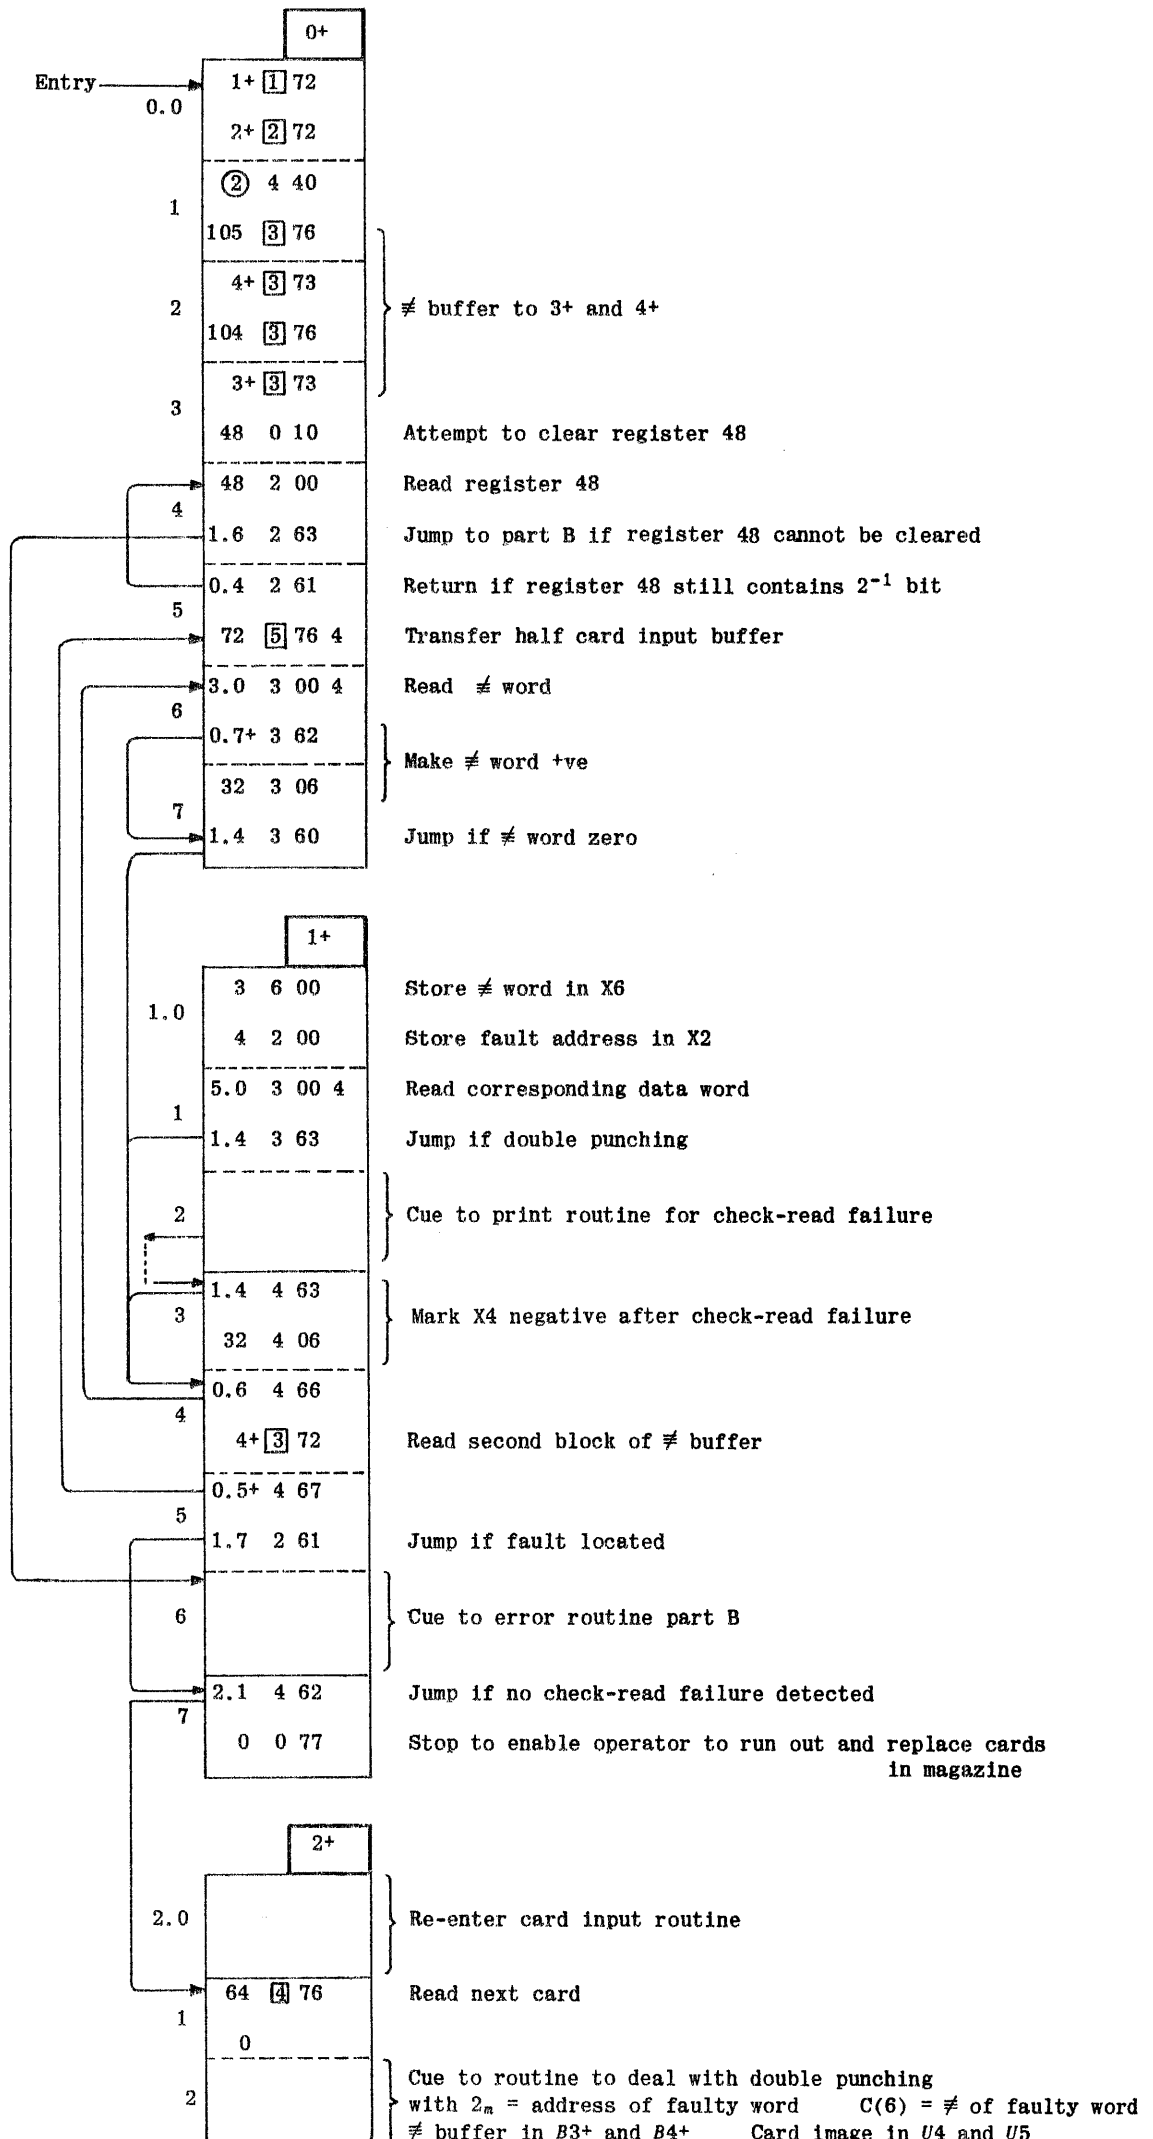 0+
Entry
1+ 1 72
0.0
2+ 2 72
2 4 40
1
105 3 76
4+ 3 73
2
≢ buffer to 3+ and 4+
104 3 76
3+ 3 73
3
48 0 10 Attempt to clear register 48
48 2 00 Read register 48
4
1.6 2 63 Jump to part B if register 48 cannot be cleared
0.4 2 61 Return if register 48 still contains 2⁻¹ bit
5
72 5 76 4 Transfer half card input buffer
3.0 3 00 4 Read ≢ word
6
0.7+ 3 62
Make ≢ word +ve
32 3 06
7
1.4 3 60 Jump if ≢ word zero
1+
3 6 00 Store ≢ word in X6
1.0
4 2 00 Store fault address in X2
5.0 3 00 4 Read corresponding data word
1
1.4 3 63 Jump if double punching
2 Cue to print routine for check-read failure
1.4 4 63
3 Mark X4 negative after check-read failure
32 4 06
0.6 4 66
4
4+ 3 72 Read second block of ≢ buffer
0.5+ 4 67
5
1.7 2 61 Jump if fault located
6 Cue to error routine part B
2.1 4 62 Jump if no check-read failure detected
7
0 0 77 Stop to enable operator to run out and replace cards
in magazine
2+
2.0 Re-enter card input routine
64 4 76 Read next card
1
0
Cue to routine to deal with double punching
2
with 2ₘ = address of faulty word C(6) = ≢ of faulty word
≢ buffer in B3+ and B4+ Card image in U4 and U5